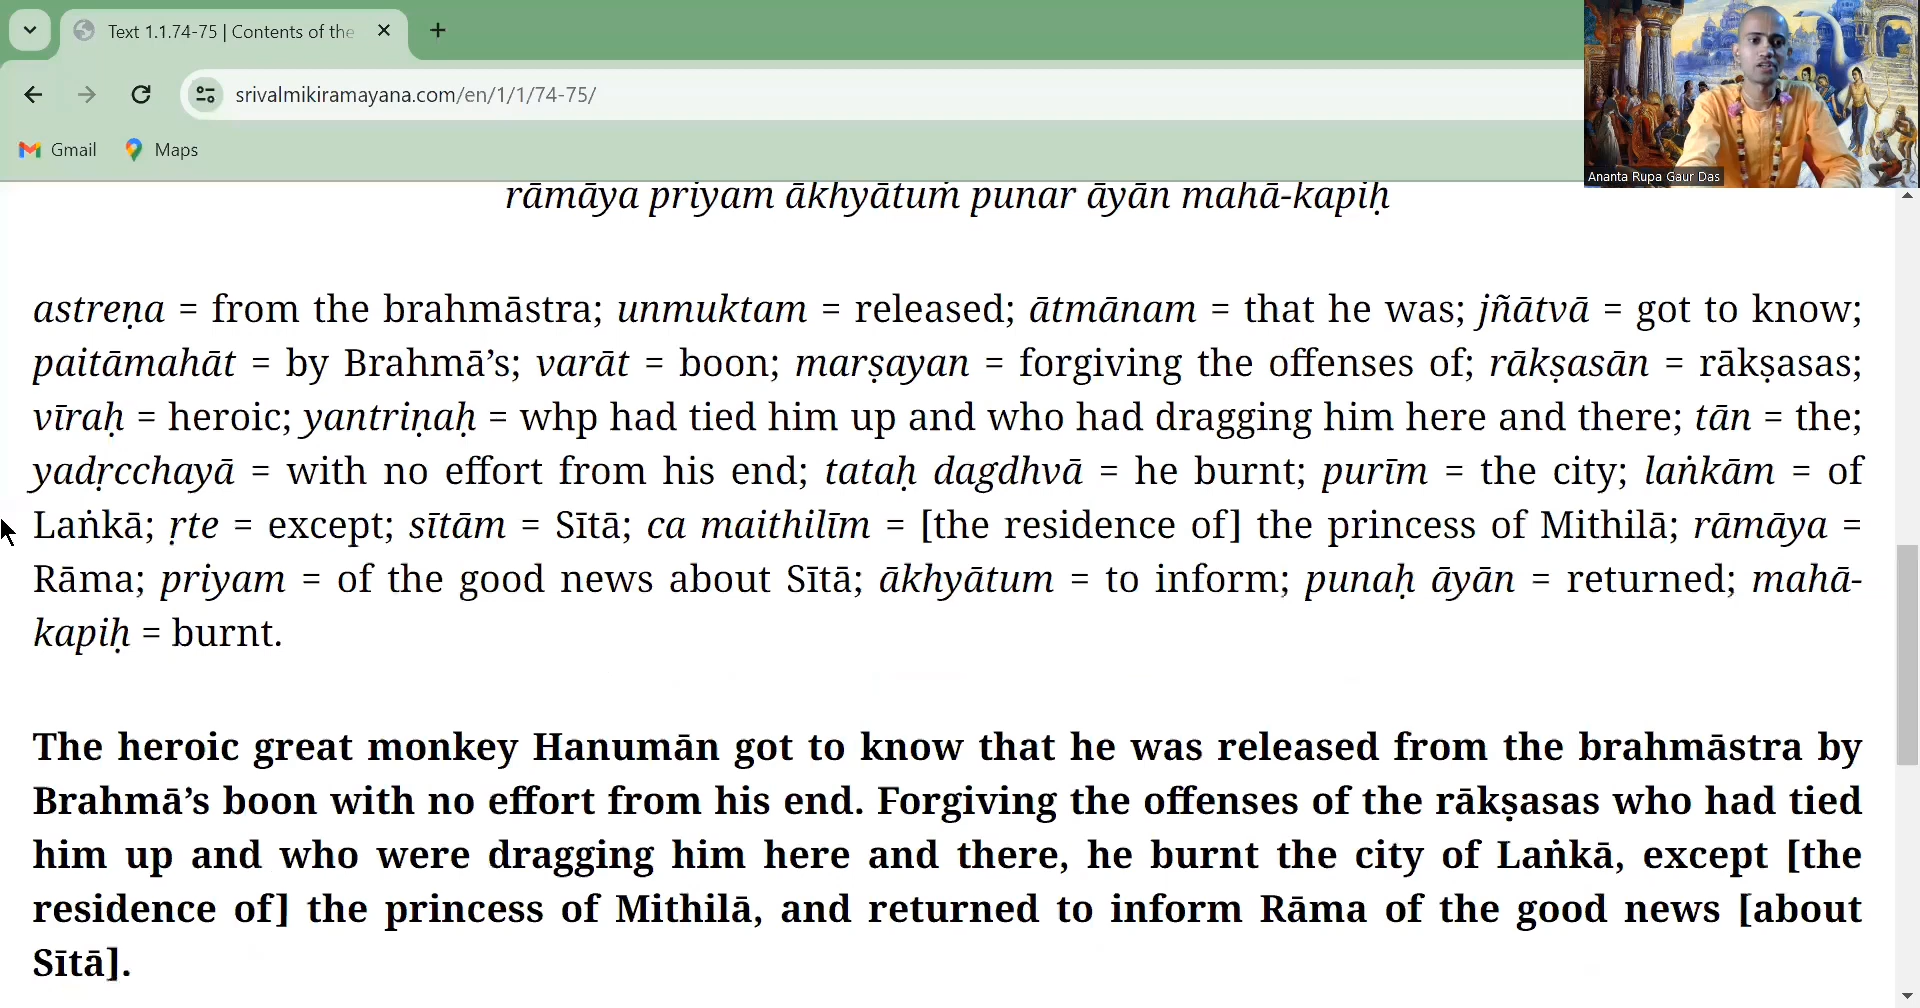 Text 1.1.74-75 | Contents of the
srivalmikiramayana.com/en/1/1/74-75/
Gmail Maps
Ananta Rupa Gaur Das
rāmāya priyam ākhyātuṁ punar āyān mahā-kapiḥ
astreṇa = from the brahmāstra; unmuktam = released; ātmānam = that he was; jñātvā = got to know;
paitāmahāt = by Brahmā’s; varāt = boon; marṣayan = forgiving the offenses of; rākṣasān = rākṣasas;
vīraḥ = heroic; yantriṇaḥ = whp had tied him up and who had dragging him here and there; tān = the;
yadṛcchayā = with no effort from his end; tataḥ dagdhvā = he burnt; purīm = the city; laṅkām = of
Laṅkā; ṛte = except; sītām = Sītā; ca maithilīm = [the residence of] the princess of Mithilā; rāmāya =
Rāma; priyam = of the good news about Sītā; ākhyātum = to inform; punaḥ āyān = returned; mahā-
kapiḥ = burnt.
The heroic great monkey Hanumān got to know that he was released from the brahmāstra by
Brahmā’s boon with no effort from his end. Forgiving the offenses of the rākṣasas who had tied
him up and who were dragging him here and there, he burnt the city of Laṅkā, except [the
residence of] the princess of Mithilā, and returned to inform Rāma of the good news [about
Sītā].